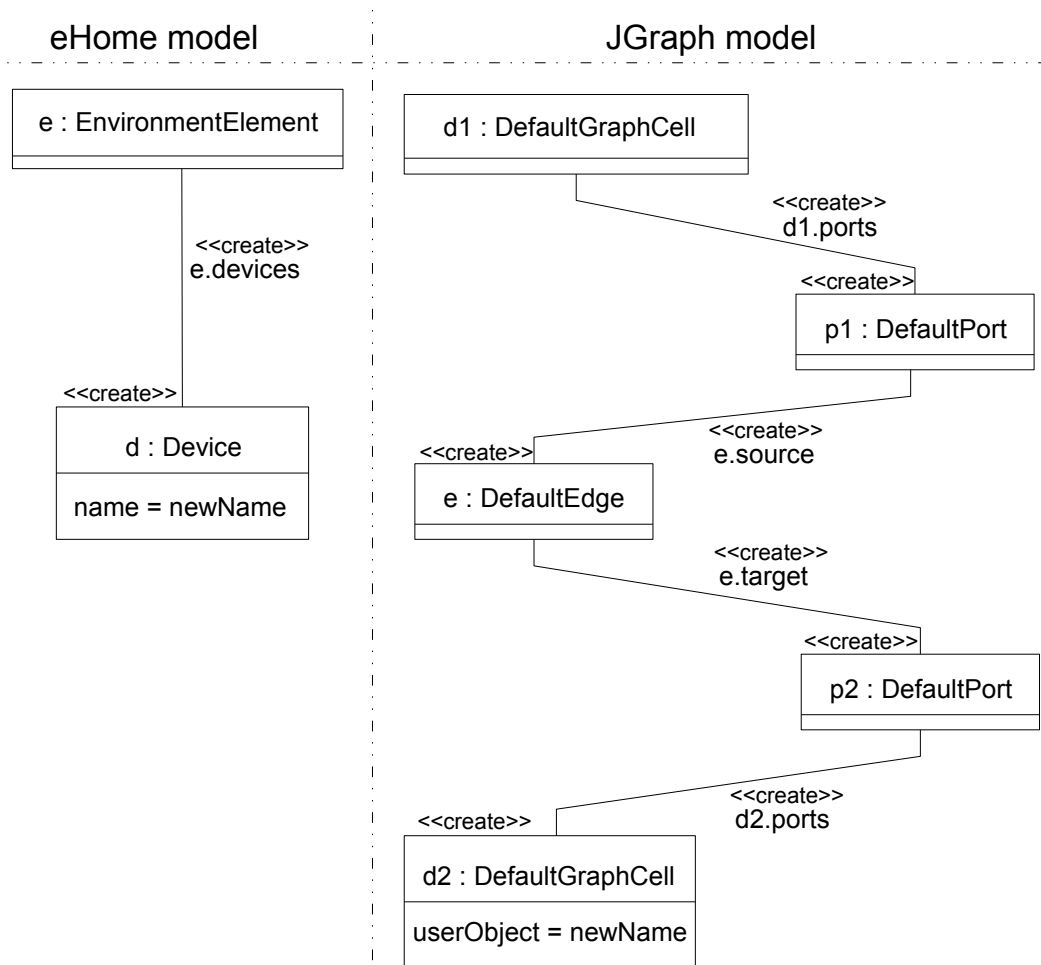 eHome model
JGraph model
e : EnvironmentElement
d1 : DefaultGraphCell
<<create>>
d1.ports
<<create>>
e.devices
<<create>>
p1 : DefaultPort
<<create>>
d : Device
name = newName
<<create>>
e.source
<<create>>
e : DefaultEdge
<<create>>
e.target
<<create>>
p2 : DefaultPort
<<create>>
d2.ports
<<create>>
d2 : DefaultGraphCell
userObject = newName